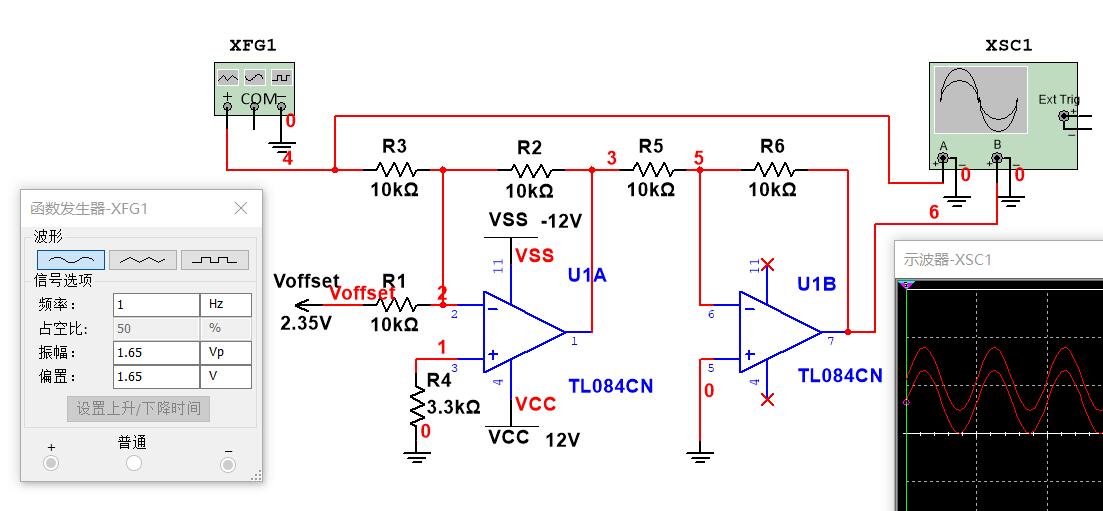 XFG1
XSC1
+ COM −
0
Ext Trig
+
−
A
B
+ −
+ −
0
0
4
R3
10kΩ
R2
10kΩ
3
R5
10kΩ
5
R6
10kΩ
6
函数发生器-XFG1
波形
信号选项
频率：
1
Hz
占空比:
50
%
振幅：
1.65
Vp
偏置：
1.65
V
设置上升/下降时间
+
普通
−
VSS -12V
VSS
11
U1A
Voffset
Voffset
2.35V
R1
10kΩ
2
2
1
3
1
4
TL084CN
R4
3.3kΩ
0
VCC
VCC 12V
11
U1B
6
7
5
4
0
TL084CN
示波器-XSC1